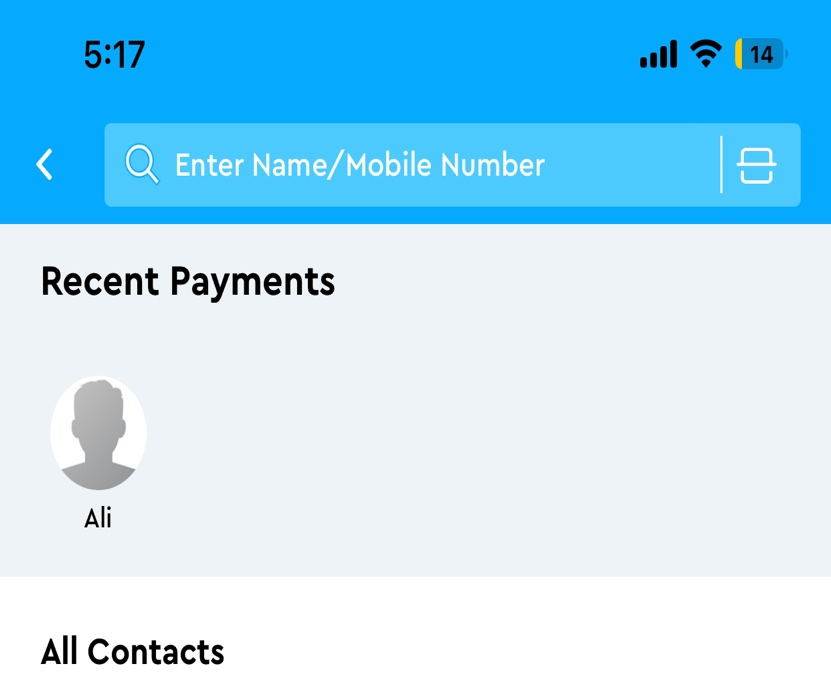 5:17
14
Enter Name/Mobile Number
Recent Payments
Ali
All Contacts